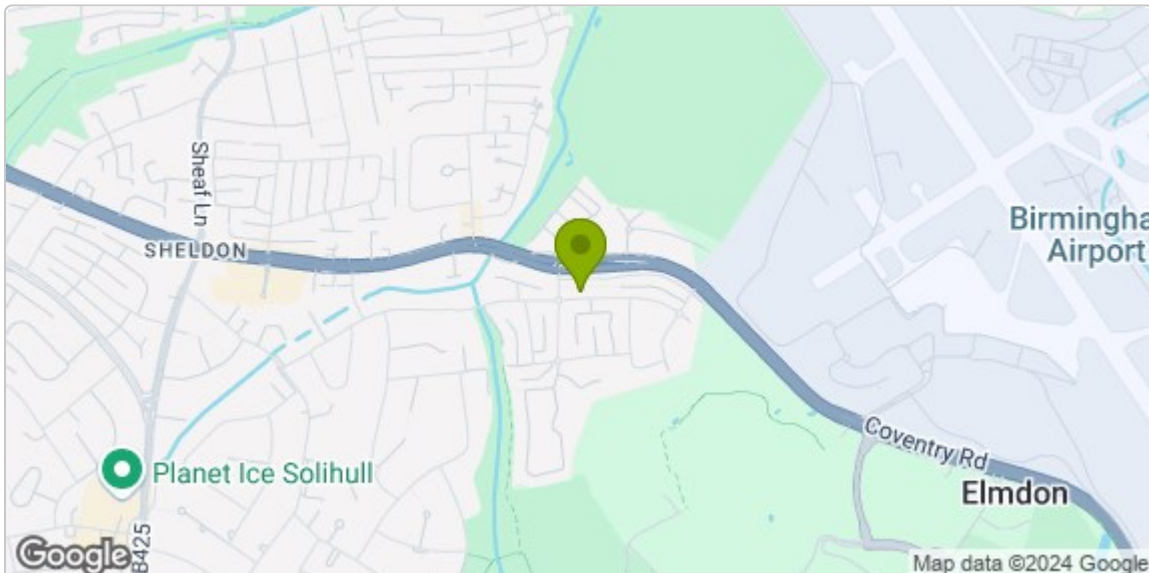 Sheaf Ln
SHELDON
Birmingha
Airport
Planet Ice Solihull
Coventry Rd
Elmdon
B425
Google
Map data ©2024 Google